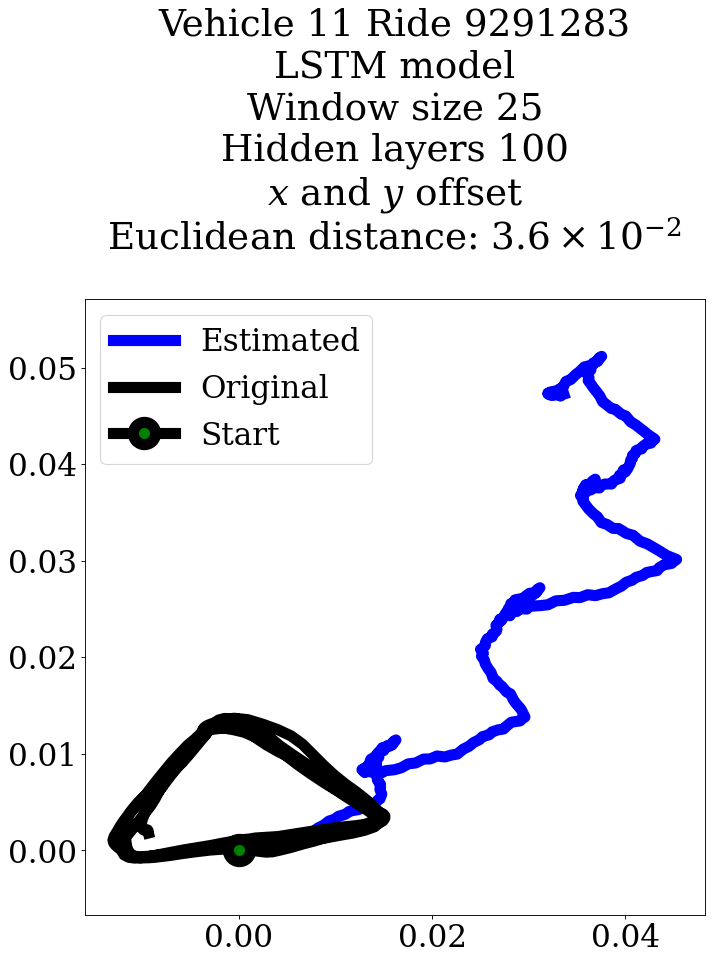 Vehicle 11 Ride 9291283
LSTM model
Window size 25
Hidden layers 100
x and y offset
Euclidean distance: 3.6 × 10⁻²
Estimated
Original
Start
0.05
0.04
0.03
0.02
0.01
0.00
0.00 0.02 0.04